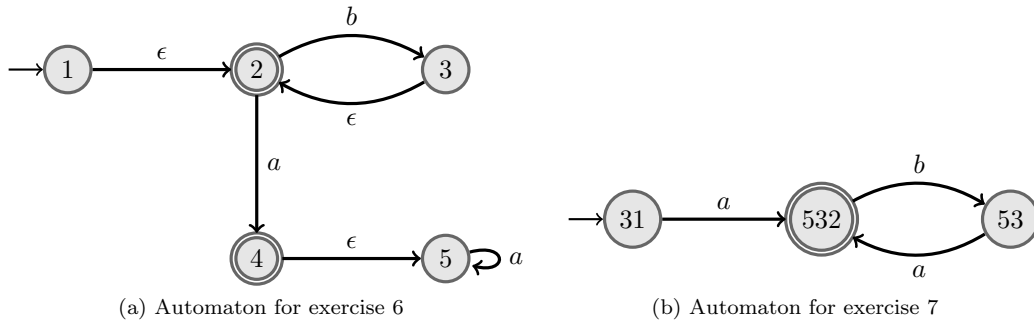 b
ϵ
1
2
3
ϵ
a
b
31
a
532
53
4
ϵ
5
a
a
(a) Automaton for exercise 6
(b) Automaton for exercise 7